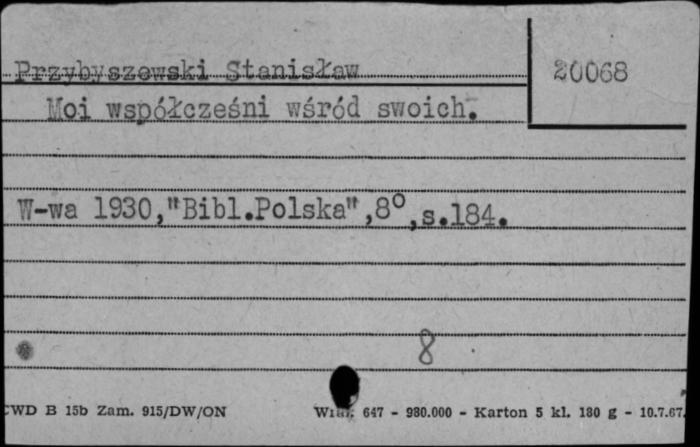 Przybyszewski Stanisław
20068
Moi współcześni wśród swoich.
W-wa 1930,"Bibl.Polska",8°,s.184.
8
CWD B 15b Zam. 915/DW/ON
647 - 980.000 - Karton 5 kl. 180 g - 10.7.67.